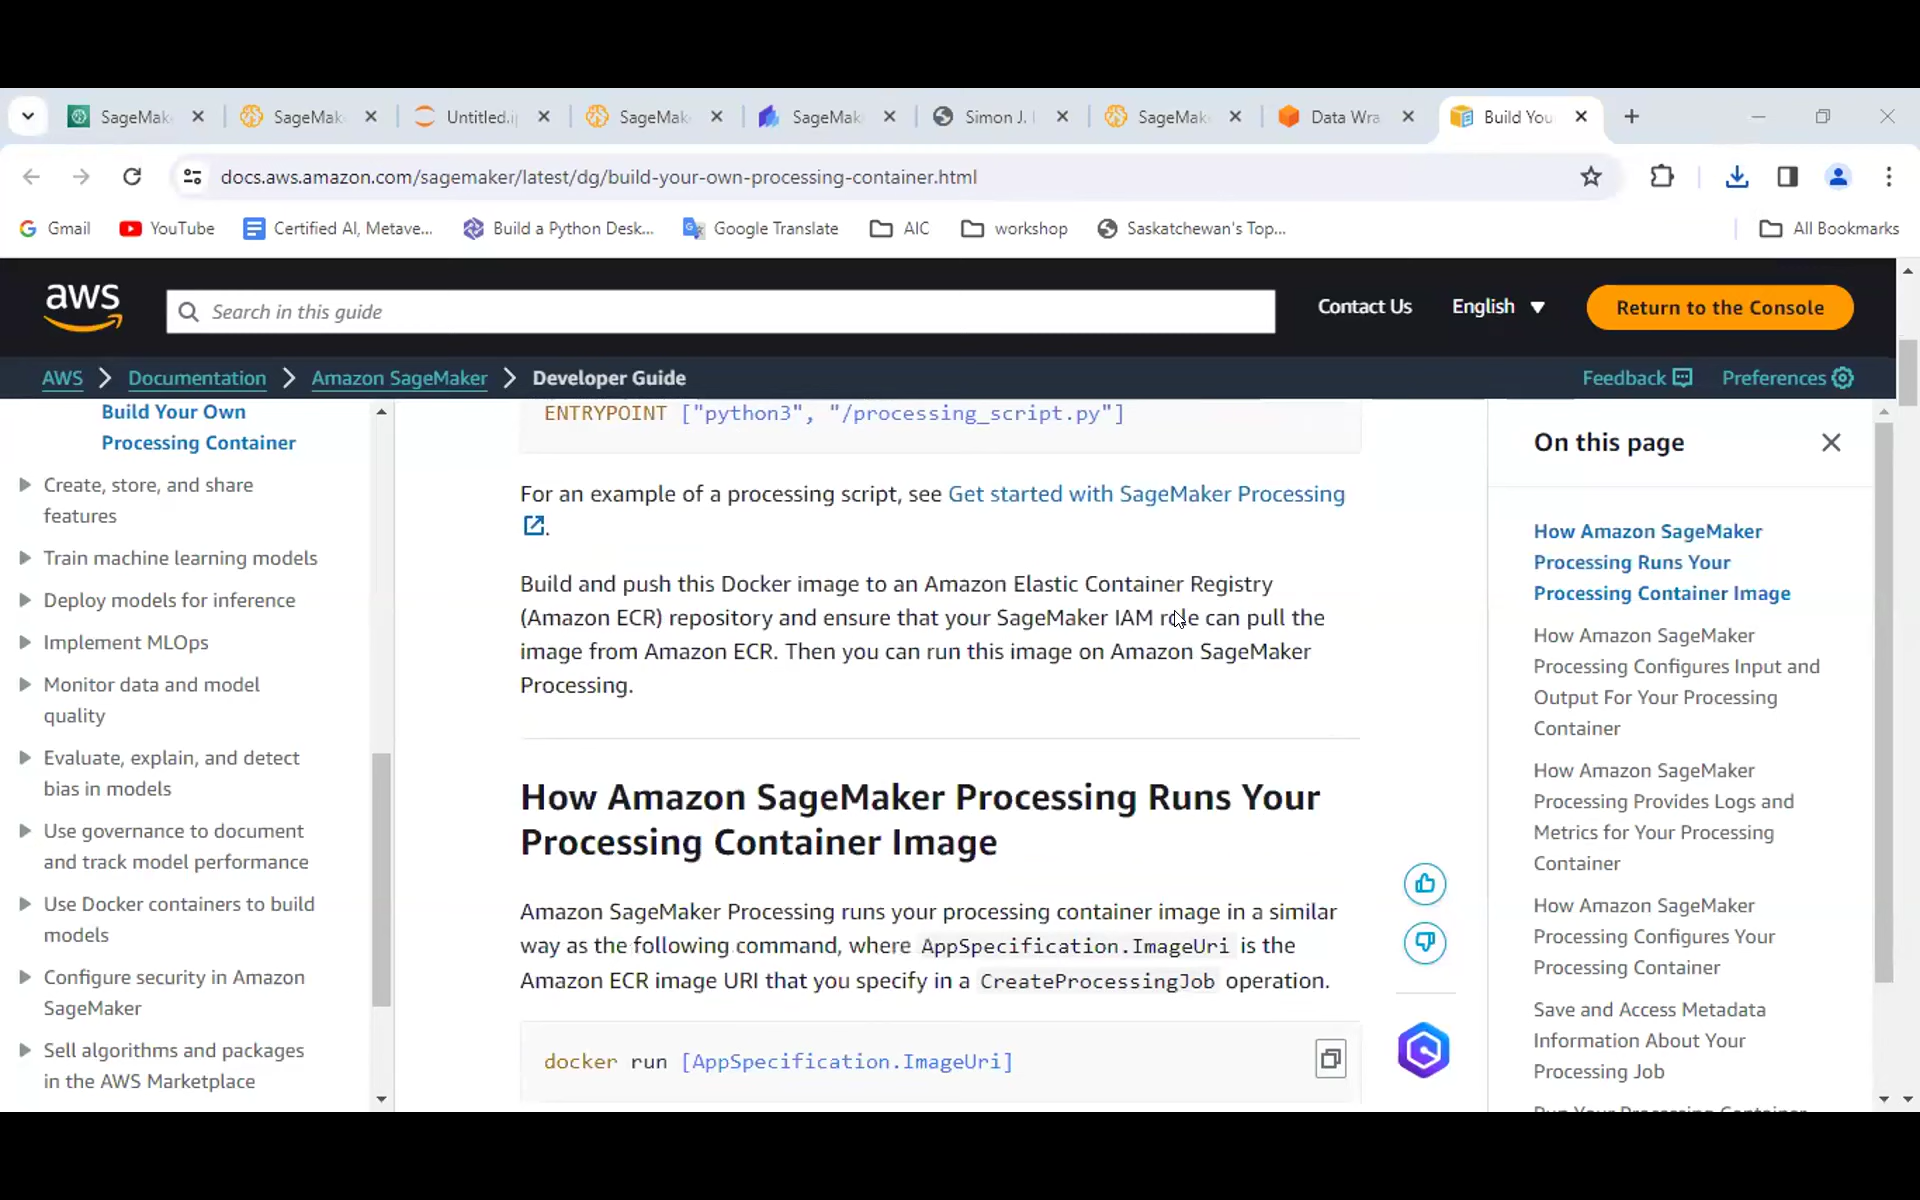 SageMak
SageMak
Untitled.i
SageMak
SageMak
Simon J.
SageMak
Data Wra
Build You
docs.aws.amazon.com/sagemaker/latest/dg/build-your-own-processing-container.html
Gmail
YouTube
Certified AI, Metave...
Build a Python Desk...
Google Translate
AIC
workshop
Saskatchewan's Top...
All Bookmarks
aws
Search in this guide
Contact Us
English
Return to the Console
AWS
Documentation
Amazon SageMaker
Developer Guide
Feedback
Preferences
Build Your Own
Processing Container
Create, store, and share
features
Train machine learning models
Deploy models for inference
Implement MLOps
Monitor data and model
quality
Evaluate, explain, and detect
bias in models
Use governance to document
and track model performance
Use Docker containers to build
models
Configure security in Amazon
SageMaker
Sell algorithms and packages
in the AWS Marketplace
ENTRYPOINT ["python3", "/processing_script.py"]
For an example of a processing script, see Get started with SageMaker Processing
.
Build and push this Docker image to an Amazon Elastic Container Registry
(Amazon ECR) repository and ensure that your SageMaker IAM role can pull the
image from Amazon ECR. Then you can run this image on Amazon SageMaker
Processing.
How Amazon SageMaker Processing Runs Your
Processing Container Image
Amazon SageMaker Processing runs your processing container image in a similar
way as the following command, where AppSpecification.ImageUri is the
Amazon ECR image URI that you specify in a CreateProcessingJob operation.
docker run [AppSpecification.ImageUri]
On this page
How Amazon SageMaker
Processing Runs Your
Processing Container Image
How Amazon SageMaker
Processing Configures Input and
Output For Your Processing
Container
How Amazon SageMaker
Processing Provides Logs and
Metrics for Your Processing
Container
How Amazon SageMaker
Processing Configures Your
Processing Container
Save and Access Metadata
Information About Your
Processing Job
Run Your Processing Container